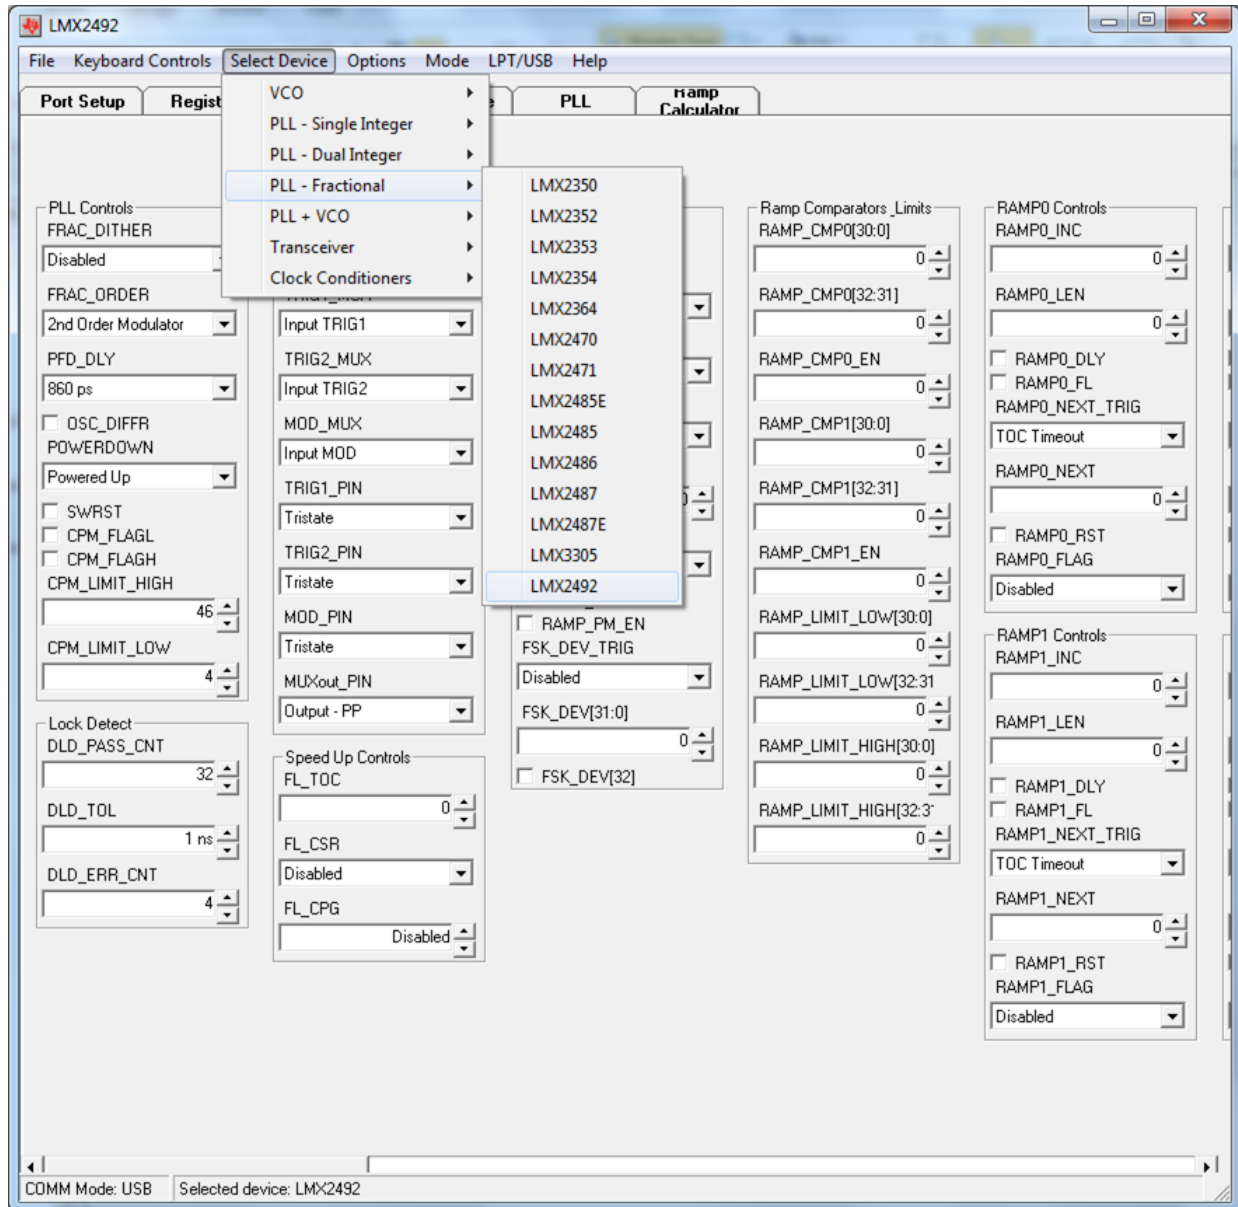 LMX2492
File Keyboard Controls Select Device Options Mode LPT/USB Help
Port Setup Regist PLL Ramp Calculator
VCO
PLL - Single Integer
PLL - Dual Integer
PLL - Fractional
PLL + VCO
Transceiver
Clock Conditioners
LMX2350
LMX2352
LMX2353
LMX2354
LMX2364
LMX2470
LMX2471
LMX2485E
LMX2485
LMX2486
LMX2487
LMX2487E
LMX3305
LMX2492
PLL Controls
FRAC_DITHER
Disabled
FRAC_ORDER
2nd Order Modulator
PFD_DLY
860 ps
OSC_DIFFR
POWERDOWN
Powered Up
SWRST
CPM_FLAGL
CPM_FLAGH
CPM_LIMIT_HIGH
46
CPM_LIMIT_LOW
4
Lock Detect
DLD_PASS_CNT
32
DLD_TOL
1 ns
DLD_ERR_CNT
4
Input TRIG1
TRIG2_MUX
Input TRIG2
MOD_MUX
Input MOD
TRIG1_PIN
Tristate
TRIG2_PIN
Tristate
MOD_PIN
Tristate
MUXout_PIN
Output - PP
Speed Up Controls
FL_TOC
0
FL_CSR
Disabled
FL_CPG
Disabled
RAMP_PM_EN
FSK_DEV_TRIG
Disabled
FSK_DEV[31:0]
0
FSK_DEV[32]
Ramp Comparators_Limits
RAMP_CMP0[30:0]
0
RAMP_CMP0[32:31]
0
RAMP_CMP0_EN
0
RAMP_CMP1[30:0]
0
RAMP_CMP1[32:31]
0
RAMP_CMP1_EN
0
RAMP_LIMIT_LOW[30:0]
0
RAMP_LIMIT_LOW[32:31
0
RAMP_LIMIT_HIGH[30:0]
0
RAMP_LIMIT_HIGH[32:3
0
RAMP0 Controls
RAMP0_INC
0
RAMP0_LEN
0
RAMP0_DLY
RAMP0_FL
RAMP0_NEXT_TRIG
TOC Timeout
RAMP0_NEXT
0
RAMP0_RST
RAMP0_FLAG
Disabled
RAMP1 Controls
RAMP1_INC
0
RAMP1_LEN
0
RAMP1_DLY
RAMP1_FL
RAMP1_NEXT_TRIG
TOC Timeout
RAMP1_NEXT
0
RAMP1_RST
RAMP1_FLAG
Disabled
COMM Mode: USB Selected device: LMX2492